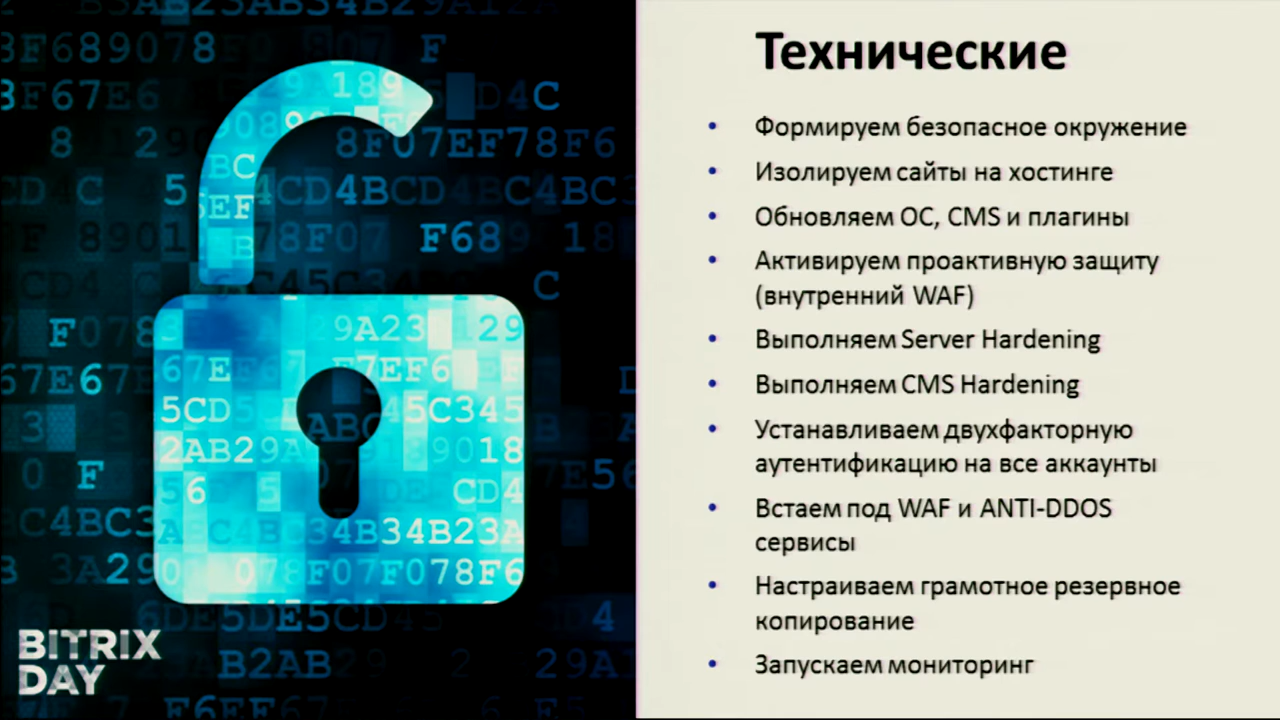 Технические
• Формируем безопасное окружение
• Изолируем сайты на хостинге
• Обновляем ОС, CMS и плагины
• Активируем проактивную защиту
(внутренний WAF)
• Выполняем Server Hardening
• Выполняем CMS Hardening
• Устанавливаем двухфакторную
аутентификацию на все аккаунты
• Встаем под WAF и ANTI-DDOS
сервисы
• Настраиваем грамотное резервное
копирование
• Запускаем мониторинг
BITRIX
DAY